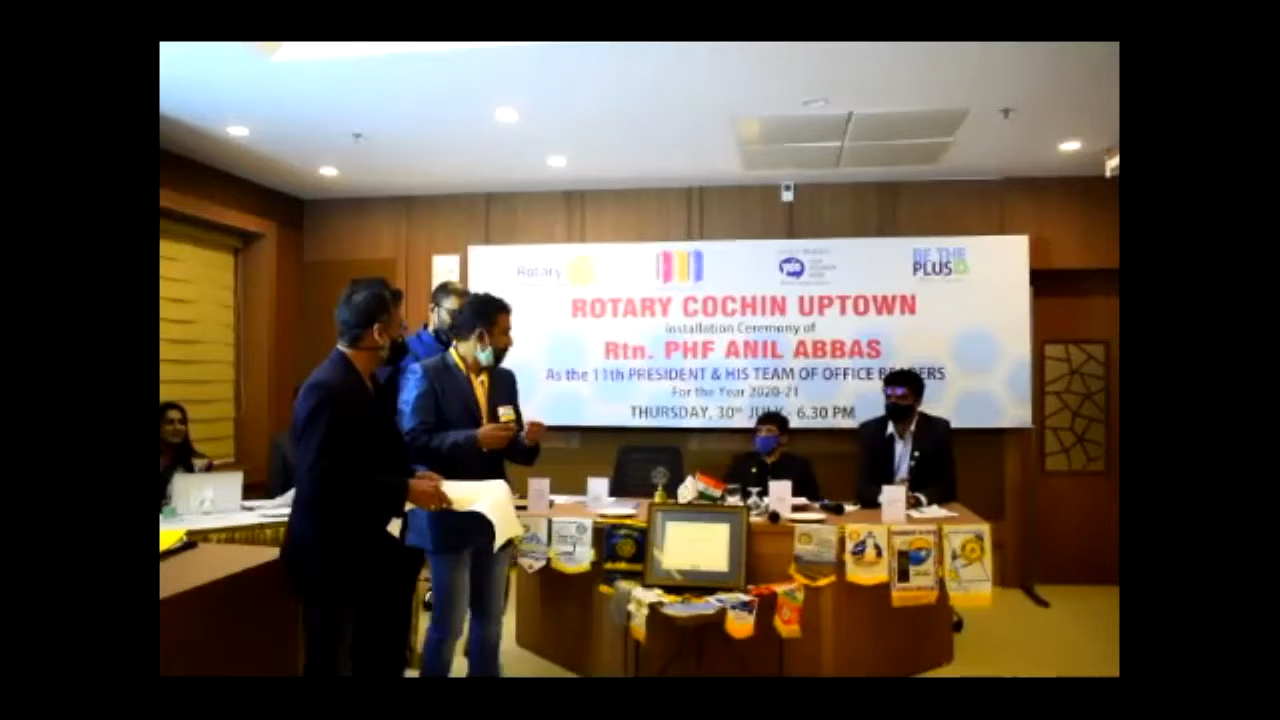 Rotary
BE THE
PLUS
ROTARY COCHIN UPTOWN
Installation Ceremony of
Rtn. PHF ANIL ABBAS
As the 11th PRESIDENT & HIS TEAM OF OFFICE
For the Year 2020-21
THURSDAY, 30th JULY - 6.30 PM